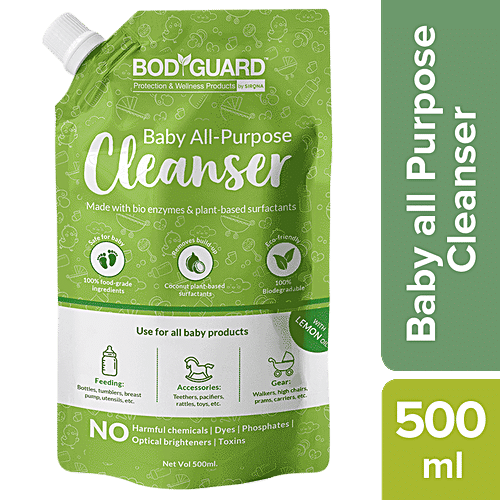 BODYGUARD™
Protection & Wellness Products by SIRONA
Baby All-Purpose
Cleanser
Made with bio enzymes & plant-based surfactants
Safe for baby
Removes build up
Eco-friendly
100% food-grade
ingredients
Coconut plant-based
surfactants
100%
Biodegradable
Use for all baby products
WITH
LEMON OIL
Feeding:
Bottles, tumblers, breast
pump, utensils, etc.
Accessories:
Teethers, pacifiers,
rattles, toys, etc.
Gear:
Walkers, high chairs,
prams, carriers, etc.
NO Harmful chemicals | Dyes | Phosphates |
Optical brighteners | Toxins
Net Vol 500ml.
Baby all Purpose
Cleanser
500
ml